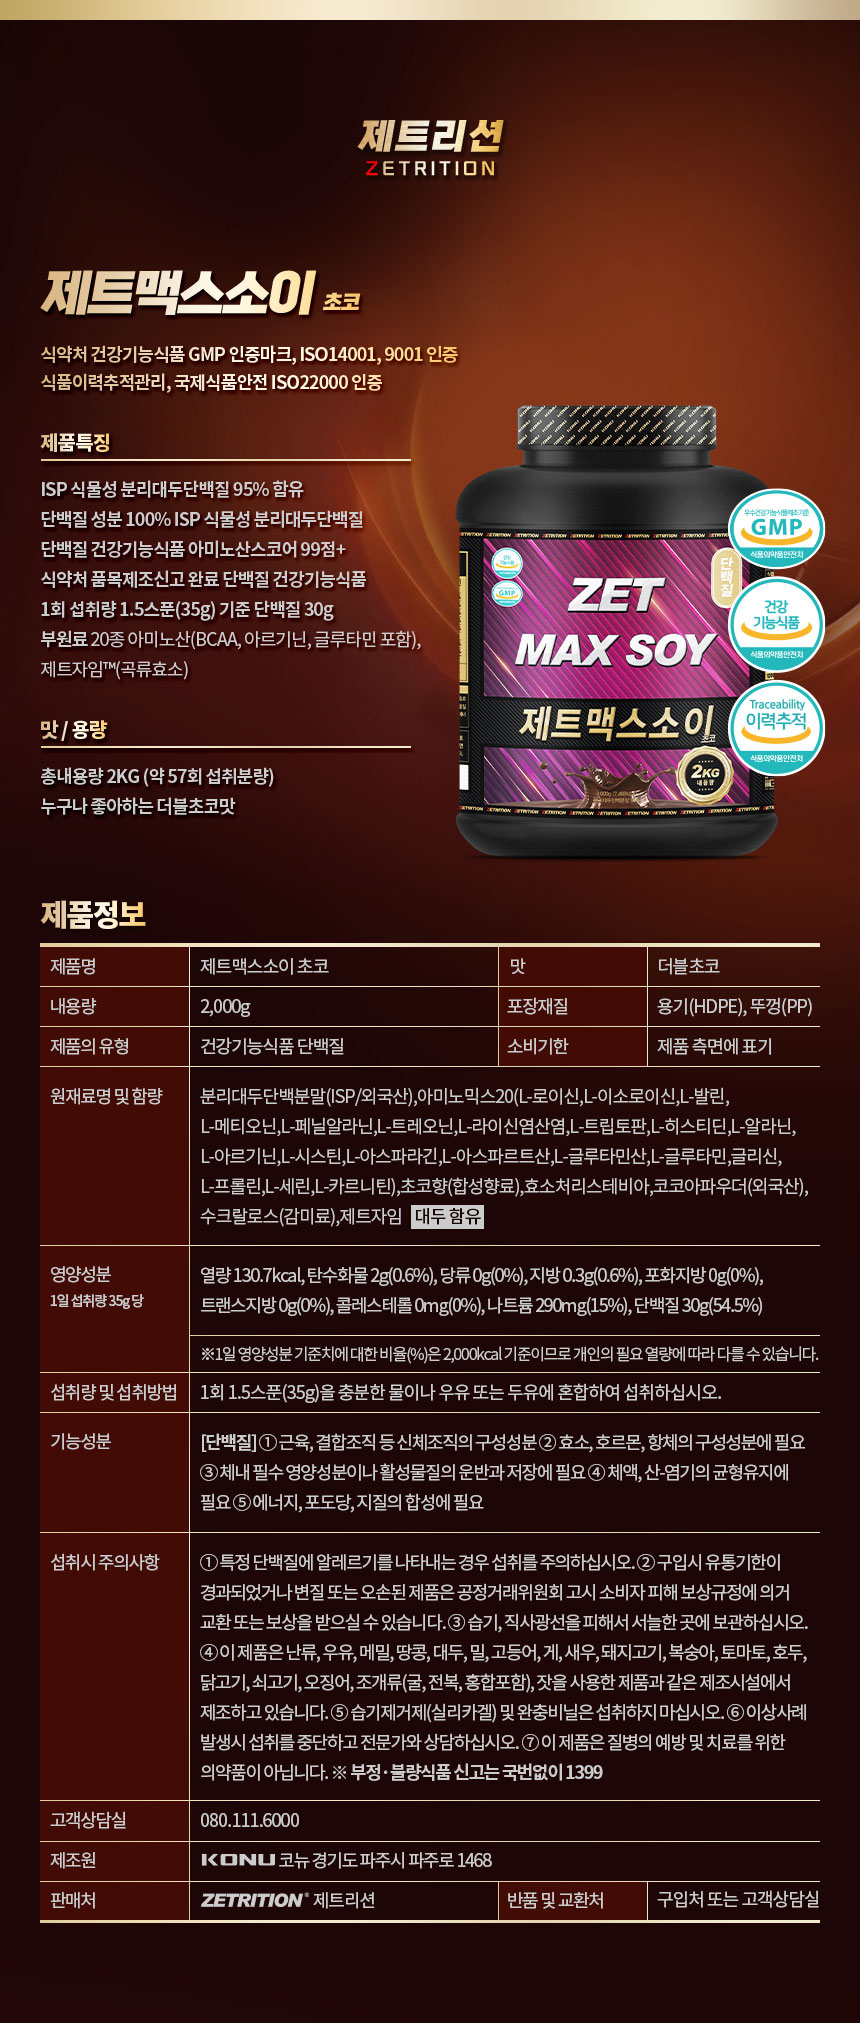 제트리션
ZETRITION
제트맥스소이 초코
식약처 건강기능식품 GMP 인증마크, ISO14001, 9001 인증
식품이력추적관리, 국제식품안전 ISO22000 인증
제품특징
ISP 식물성 분리대두단백질 95% 함유
단백질 성분 100% ISP 식물성 분리대두단백질
단백질 건강기능식품 아미노산스코어 99점+
식약처 품목제조신고 완료 단백질 건강기능식품
1회 섭취량 1.5스푼(35g) 기준 단백질 30g
부원료 20종 아미노산(BCAA, 아르기닌, 글루타민 포함),
제트자임™(곡류효소)
맛 / 용량
총내용량 2KG (약 57회 섭취분량)
누구나 좋아하는 더블초코맛
단백질
ZET
MAX SOY
제트맥스소이
초코
2KG
내용량
우수건강기능식품제조기준
GMP
식품의약품안전처
건강
기능식품
식품의약품안전처
Traceability
이력추적
식품의약품안전처
제품정보
제품명 제트맥스소이 초코 맛 더블초코
내용량 2,000g 포장재질 용기(HDPE), 뚜껑(PP)
제품의 유형 건강기능식품 단백질 소비기한 제품 측면에 표기
원재료명 및 함량 분리대두단백분말(ISP/외국산),아미노믹스20(L-로이신,L-이소로이신,L-발린,
L-메티오닌,L-페닐알라닌,L-트레오닌,L-라이신염산염,L-트립토판,L-히스티딘,L-알라닌,
L-아르기닌,L-시스틴,L-아스파라긴,L-아스파르트산,L-글루타민산,L-글루타민,글리신,
L-프롤린,L-세린,L-카르니틴),초코향(합성향료),효소처리스테비아,코코아파우더(외국산),
수크랄로스(감미료),제트자임 대두 함유
영양성분 열량 130.7kcal, 탄수화물 2g(0.6%), 당류 0g(0%), 지방 0.3g(0.6%), 포화지방 0g(0%),
1일 섭취량 35g 당 트랜스지방 0g(0%), 콜레스테롤 0mg(0%), 나트륨 290mg(15%), 단백질 30g(54.5%)
※1일 영양성분 기준치에 대한 비율(%)은 2,000kcal 기준이므로 개인의 필요 열량에 따라 다를 수 있습니다.
섭취량 및 섭취방법 1회 1.5스푼(35g)을 충분한 물이나 우유 또는 두유에 혼합하여 섭취하십시오.
기능성분 [단백질] ① 근육, 결합조직 등 신체조직의 구성성분 ② 효소, 호르몬, 항체의 구성성분에 필요
③ 체내 필수 영양성분이나 활성물질의 운반과 저장에 필요 ④ 체액, 산-염기의 균형유지에
필요 ⑤ 에너지, 포도당, 지질의 합성에 필요
섭취시 주의사항 ① 특정 단백질에 알레르기를 나타내는 경우 섭취를 주의하십시오. ② 구입시 유통기한이
경과되었거나 변질 또는 오손된 제품은 공정거래위원회 고시 소비자 피해 보상규정에 의거
교환 또는 보상을 받으실 수 있습니다. ③ 습기, 직사광선을 피해서 서늘한 곳에 보관하십시오.
④ 이 제품은 난류, 우유, 메밀, 땅콩, 대두, 밀, 고등어, 게, 새우, 돼지고기, 복숭아, 토마토, 호두,
닭고기, 쇠고기, 오징어, 조개류(굴, 전복, 홍합포함), 잣을 사용한 제품과 같은 제조시설에서
제조하고 있습니다. ⑤ 습기제거제(실리카겔) 및 완충비닐은 섭취하지 마십시오. ⑥ 이상사례
발생시 섭취를 중단하고 전문가와 상담하십시오. ⑦ 이 제품은 질병의 예방 및 치료를 위한
의약품이 아닙니다. ※ 부정·불량식품 신고는 국번없이 1399
고객상담실 080.111.6000
제조원 KONU 코뉴 경기도 파주시 파주로 1468
판매처 ZETRITION® 제트리션 반품 및 교환처 구입처 또는 고객상담실